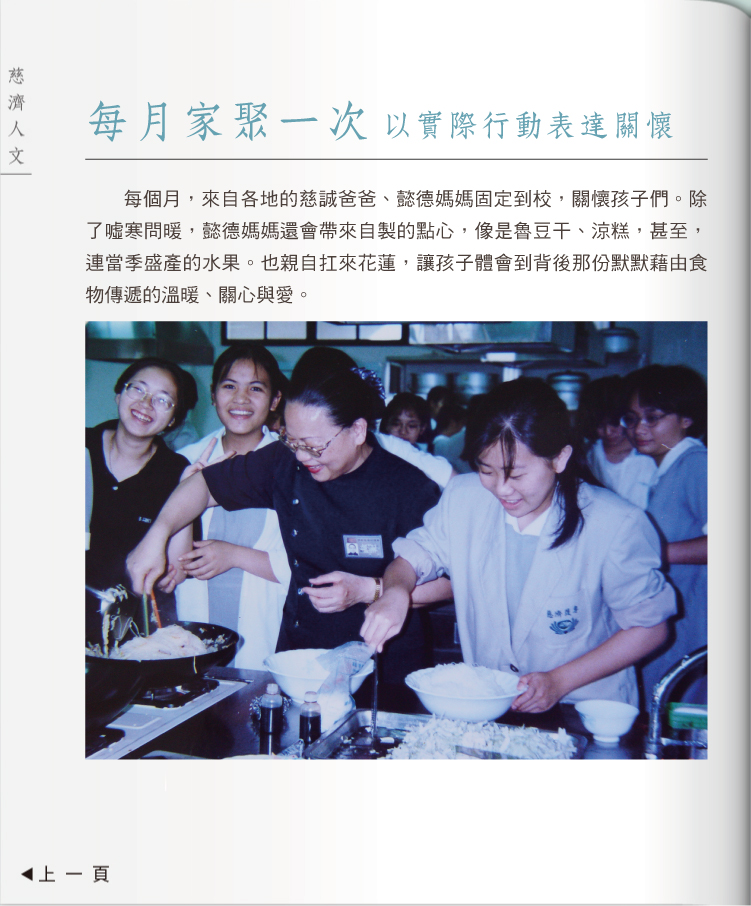 慈濟人文
每月家聚一次 以實際行動表達關懷
每個月，來自各地的慈誠爸爸、懿德媽媽固定到校，關懷孩子們。除
了噓寒問暖，懿德媽媽還會帶來自製的點心，像是魯豆干、涼糕，甚至，
連當季盛產的水果。也親自扛來花蓮，讓孩子體會到背後那份默默藉由食
物傳遞的溫暖、關心與愛。
◀上一頁